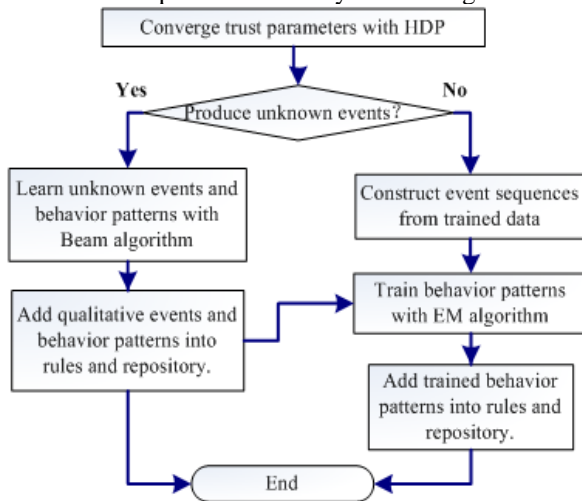 Converge trust parameters with HDP
Yes
No
Produce unknown events?
Learn unknown events and
behavior patterns with
Beam algorithm
Construct event sequences
from trained data
Add qualitative events and
behavior patterns into
rules and repository.
Train behavior patterns
with EM algorithm
Add trained behavior
patterns into rules and
repository.
End